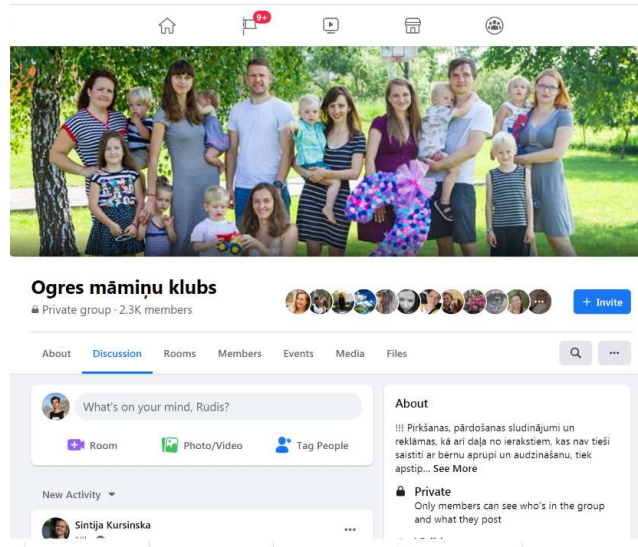 9+
Ogres māmiņu klubs
Private group · 2.3K members
+ Invite
About Discussion Rooms Members Events Media Files
What's on your mind, Rudis?
Room Photo/Video Tag People
New Activity
Sintija Kursinska
About
!!! Pirkšanas, pārdošanas sludinājumi un
reklāmas, kā arī daļa no ierakstiem, kas nav tieši
saistīti ar bērnu aprūpi un audzināšanu, tiek
apstip... See More
Private
Only members can see who's in the group
and what they post